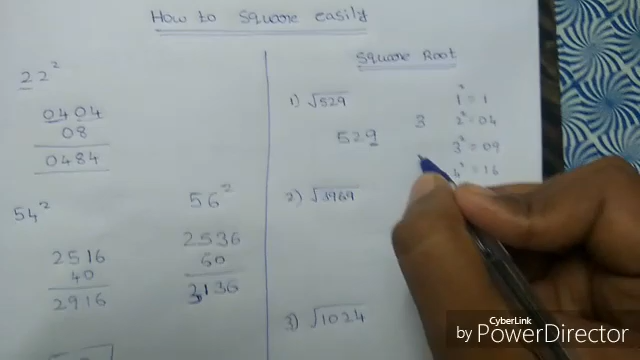 How to square easily
22²
0404
08
0484
54²
2516
40
2916
56²
2536
60
3136
Square Root
1) √529
529 3
1² = 1
2² = 04
3² = 09
4² = 16
2) √3969
3) √1024
CyberLink
by PowerDirector